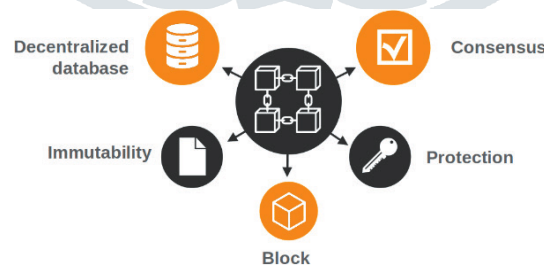 Decentralized
database
Consensus
Immutability
Protection
Block